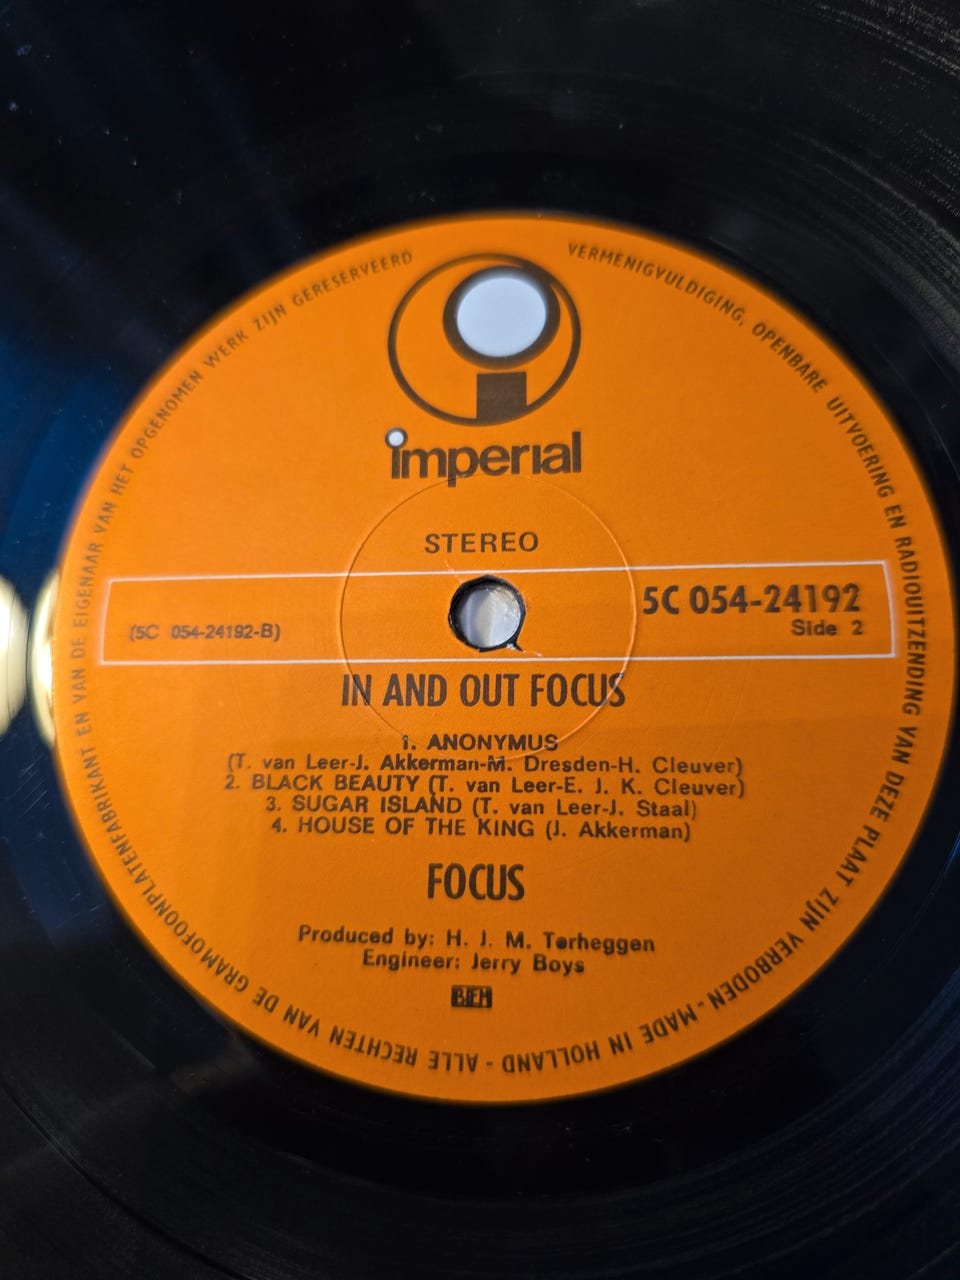 imperial
STEREO
5C 054-24192
(5C 054-24192-B)
Side 2
IN AND OUT FOCUS
1. ANONYMUS
(T. van Leer-J. Akkerman-M. Dresden-H. Cleuver)
2. BLACK BEAUTY (T. van Leer-E. J. K. Cleuver)
3. SUGAR ISLAND (T. van Leer-J. Staal)
4. HOUSE OF THE KING (J. Akkerman)
FOCUS
Produced by: H. J. M. Terheggen
Engineer: Jerry Boys
BIEM
ALLE RECHTEN VAN DE GRAMOFOONPLATENFABRIKANT EN VAN DE EIGENAAR VAN HET OPGENOMEN WERK ZIJN GERESERVEERD
VERMENIGVULDIGING, OPENBARE UITVOERING EN RADIOUITZENDING VAN DEZE PLAAT ZIJN VERBODEN - MADE IN HOLLAND -